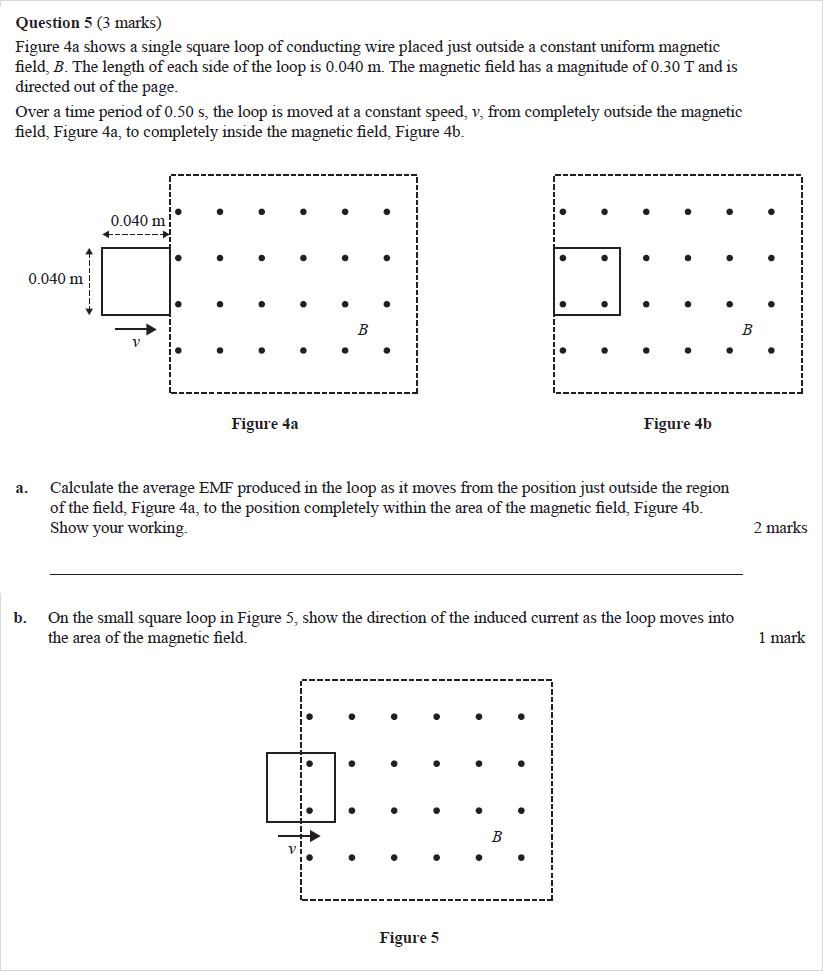 Question 5 (3 marks)
Figure 4a shows a single square loop of conducting wire placed just outside a constant uniform magnetic
field, B. The length of each side of the loop is 0.040 m. The magnetic field has a magnitude of 0.30 T and is
directed out of the page.
Over a time period of 0.50 s, the loop is moved at a constant speed, v, from completely outside the magnetic
field, Figure 4a, to completely inside the magnetic field, Figure 4b.
0.040 m
0.040 m
v
B
B
Figure 4a
Figure 4b
a. Calculate the average EMF produced in the loop as it moves from the position just outside the region
of the field, Figure 4a, to the position completely within the area of the magnetic field, Figure 4b.
Show your working. 2 marks
b. On the small square loop in Figure 5, show the direction of the induced current as the loop moves into
the area of the magnetic field. 1 mark
B
v
Figure 5